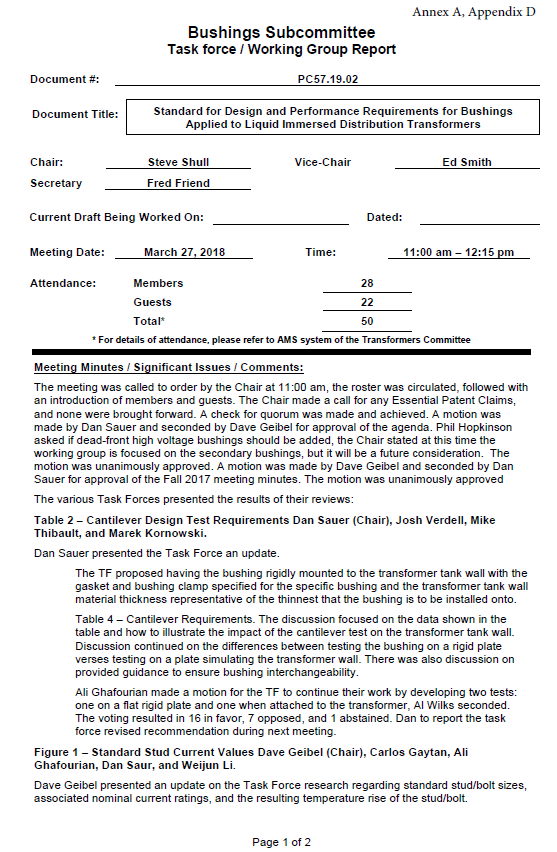 Annex A, Appendix D
Bushings Subcommittee
Task force / Working Group Report
Document #: PC57.19.02
Document Title: Standard for Design and Performance Requirements for Bushings
Applied to Liquid Immersed Distribution Transformers
Chair: Steve Shull Vice-Chair Ed Smith
Secretary Fred Friend
Current Draft Being Worked On: Dated:
Meeting Date: March 27, 2018 Time: 11:00 am – 12:15 pm
Attendance: Members 28
Guests 22
Total* 50
* For details of attendance, please refer to AMS system of the Transformers Committee
Meeting Minutes / Significant Issues / Comments:
The meeting was called to order by the Chair at 11:00 am, the roster was circulated, followed with
an introduction of members and guests. The Chair made a call for any Essential Patent Claims,
and none were brought forward. A check for quorum was made and achieved. A motion was
made by Dan Sauer and seconded by Dave Geibel for approval of the agenda. Phil Hopkinson
asked if dead-front high voltage bushings should be added, the Chair stated at this time the
working group is focused on the secondary bushings, but it will be a future consideration. The
motion was unanimously approved. A motion was made by Dave Geibel and seconded by Dan
Sauer for approval of the Fall 2017 meeting minutes. The motion was unanimously approved
The various Task Forces presented the results of their reviews:
Table 2 – Cantilever Design Test Requirements Dan Sauer (Chair), Josh Verdell, Mike
Thibault, and Marek Kornowski.
Dan Sauer presented the Task Force an update.
The TF proposed having the bushing rigidly mounted to the transformer tank wall with the
gasket and bushing clamp specified for the specific bushing and the transformer tank wall
material thickness representative of the thinnest that the bushing is to be installed onto.
Table 4 – Cantilever Requirements. The discussion focused on the data shown in the
table and how to illustrate the impact of the cantilever test on the transformer tank wall.
Discussion continued on the differences between testing the bushing on a rigid plate
verses testing on a plate simulating the transformer wall. There was also discussion on
provided guidance to ensure bushing interchangeability.
Ali Ghafourian made a motion for the TF to continue their work by developing two tests:
one on a flat rigid plate and one when attached to the transformer, Al Wilks seconded.
The voting resulted in 16 in favor, 7 opposed, and 1 abstained. Dan to report the task
force revised recommendation during next meeting.
Figure 1 – Standard Stud Current Values Dave Geibel (Chair), Carlos Gaytan, Ali
Ghafourian, Dan Saur, and Weijun Li.
Dave Geibel presented an update on the Task Force research regarding standard stud/bolt sizes,
associated nominal current ratings, and the resulting temperature rise of the stud/bolt.
Page 1 of 2